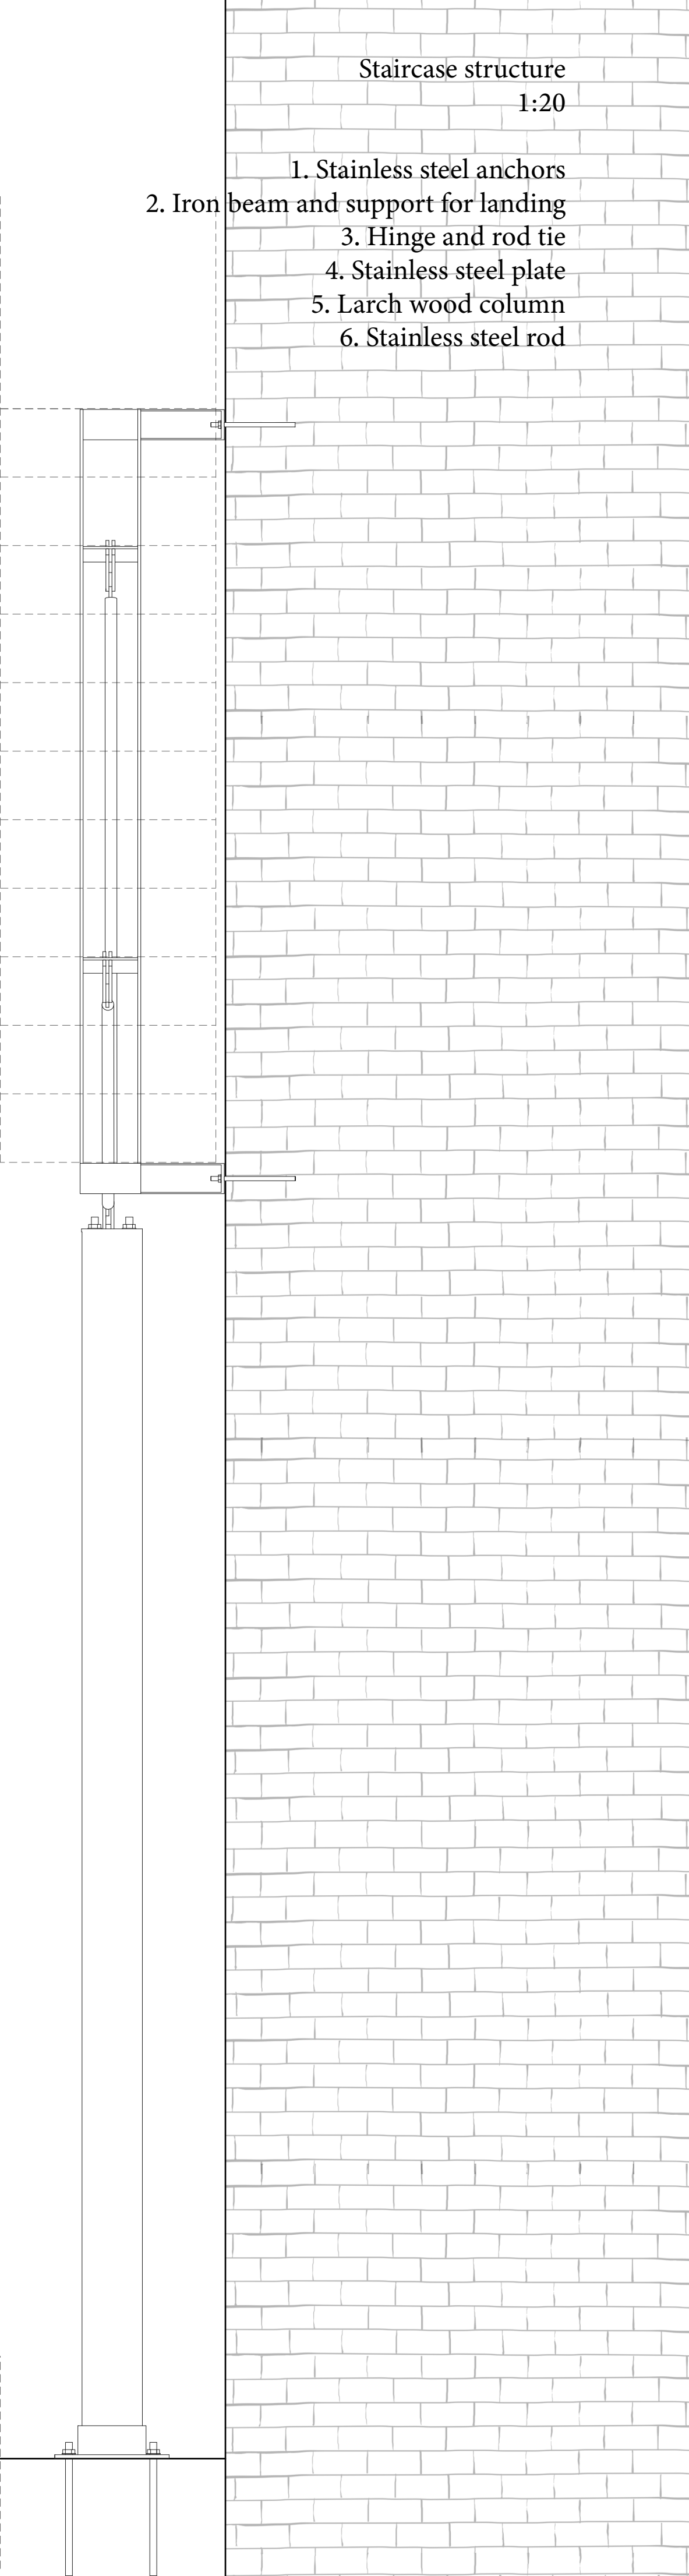 Staircase structure
1:20
1. Stainless steel anchors
2. Iron beam and support for landing
3. Hinge and rod tie
4. Stainless steel plate
5. Larch wood column
6. Stainless steel rod